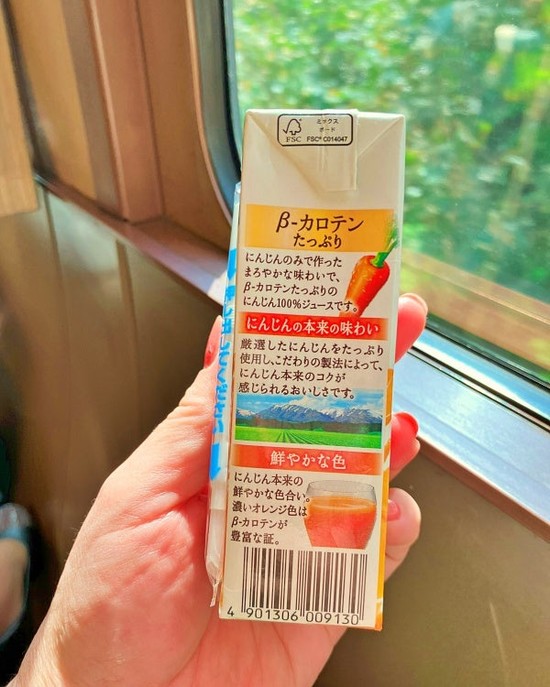 ミックス
ボード
FSC
FSC® C014047
β-カロテン
たっぷり
にんじんのみで作った
まろやかな味わいで、
β-カロテンたっぷりの
にんじん100%ジュースです。
にんじんの本来の味わい
厳選したにんじんをたっぷり
使用し、こだわりの製法によって、
にんじん本来のコクが
感じられるおいしさです。
鮮やかな色
にんじん本来の
鮮やかな色合い。
濃いオレンジ色は
β-カロテンが
豊富な証。
4 901306 009130